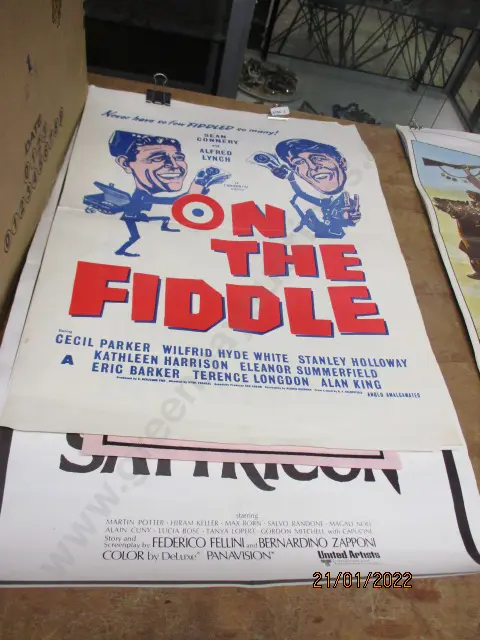 Never have so few FIDDLED so many!
SEAN
CONNERY
AND
ALFRED
LYNCH
ON
THE
FIDDLE
starring
CECIL PARKER WILFRID HYDE WHITE STANLEY HOLLOWAY
KATHLEEN HARRISON ELEANOR SUMMERFIELD
A
ERIC BARKER TERENCE LONGDON ALAN KING
ANGLO AMALGAMATED
SATYRICON
starring
MARTIN POTTER · HIRAM KELLER · MAX BORN · SALVO RANDONE · MAGALI NOEL
ALAIN CUNY · LUCIA BOSE · TANYA LOPERT · GORDON MITCHELL with CAPUCINE
Story and
Screenplay by FEDERICO FELLINI and BERNARDINO ZAPPONI
COLOR by DeLuxe PANAVISION
United Artists
21/01/2022
DATE